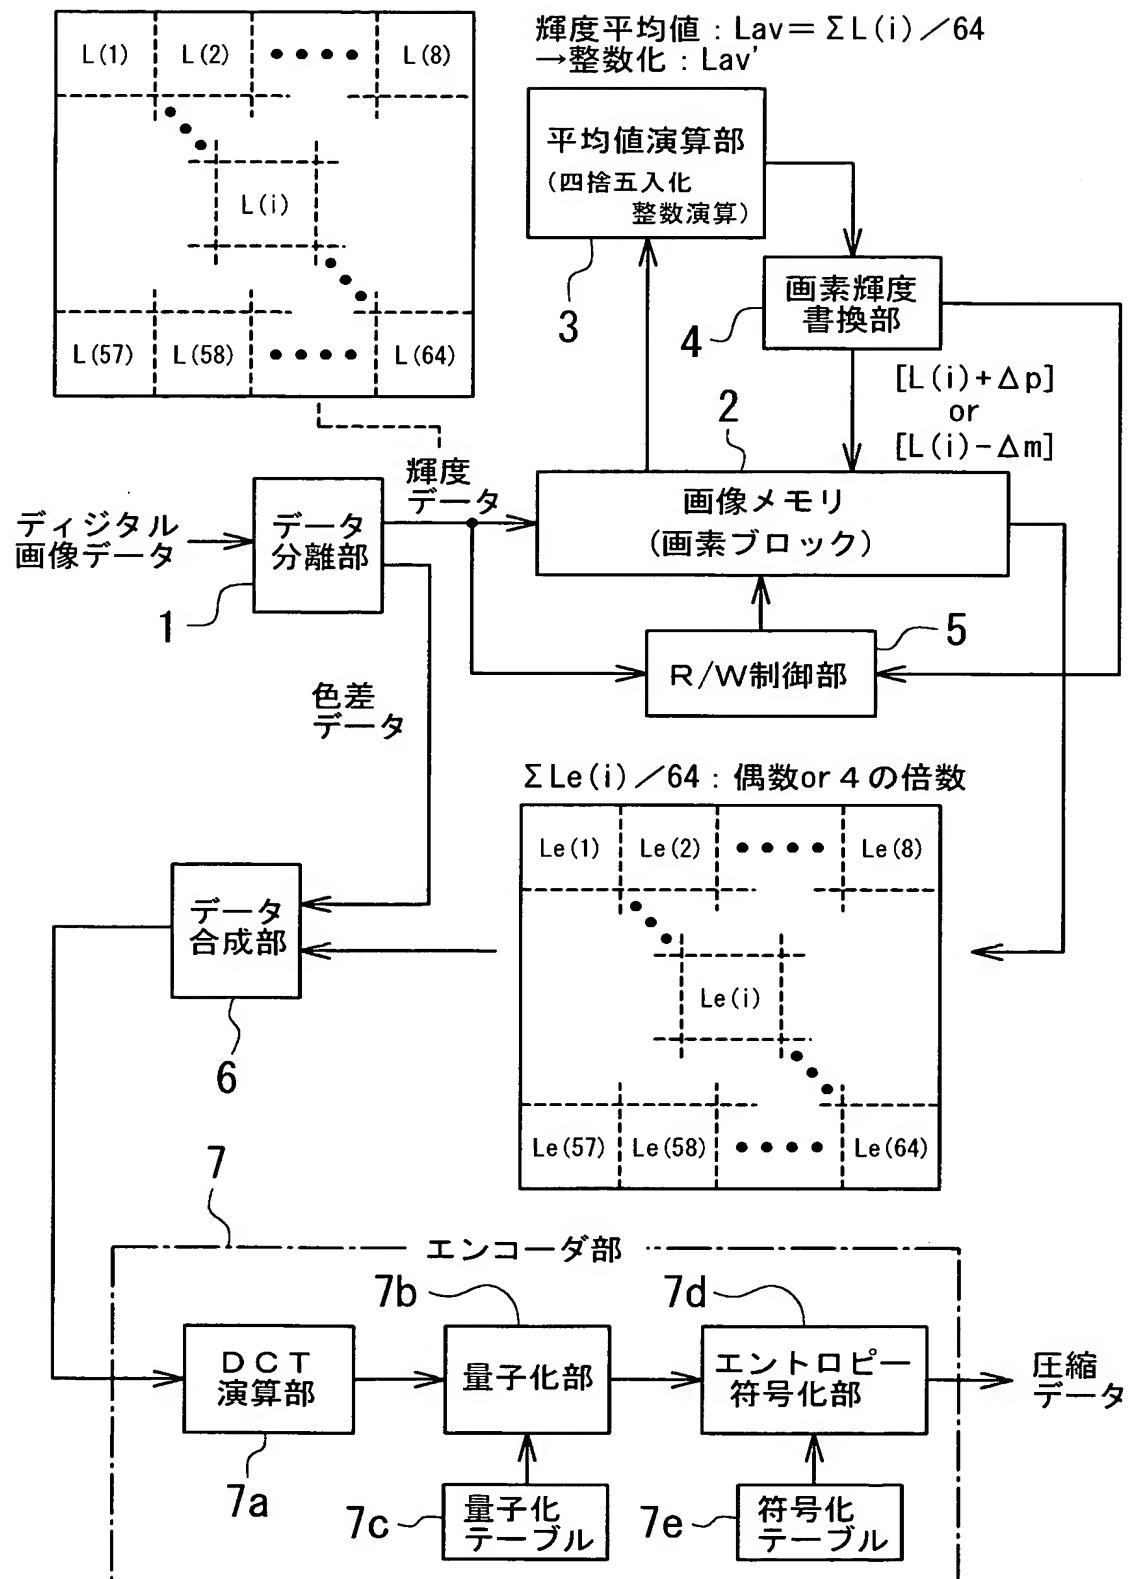 L(1) L(2) L(8)
L(i)
L(57) L(58) L(64)
輝度平均値：Lav＝ΣL(i)／64
→整数化：Lav'
平均値演算部
(四捨五入化
整数演算)
3
画素輝度
書換部
4
[L(i)+Δp]
or
[L(i)-Δm]
2
輝度
データ
画像メモリ
(画素ブロック)
ディジタル
画像データ
データ
分離部
1
5
R/W制御部
色差
データ
ΣLe(i)／64：偶数or４の倍数
Le(1) Le(2) Le(8)
Le(i)
Le(57) Le(58) Le(64)
データ
合成部
6
7
エンコーダ部
7b
7d
ＤＣＴ
演算部
量子化部
エントロピー
符号化部
圧縮
データ
7a
7c
量子化
テーブル
7e
符号化
テーブル